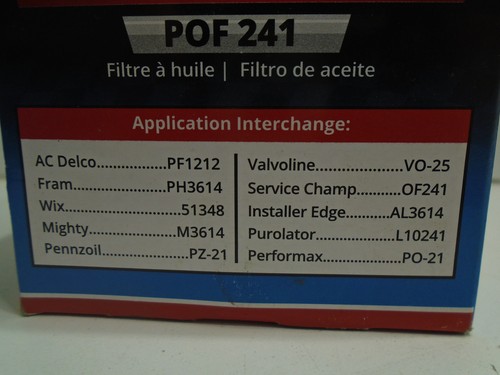 POF 241
Filtre à huile | Filtro de aceite
Application Interchange:
AC Delco...............PF1212
Fram.....................PH3614
Wix.........................51348
Mighty..................M3614
Pennzoil....................PZ-21
Valvoline....................VO-25
Service Champ..........OF241
Installer Edge..........AL3614
Purolator..................L10241
Performax..................PO-21